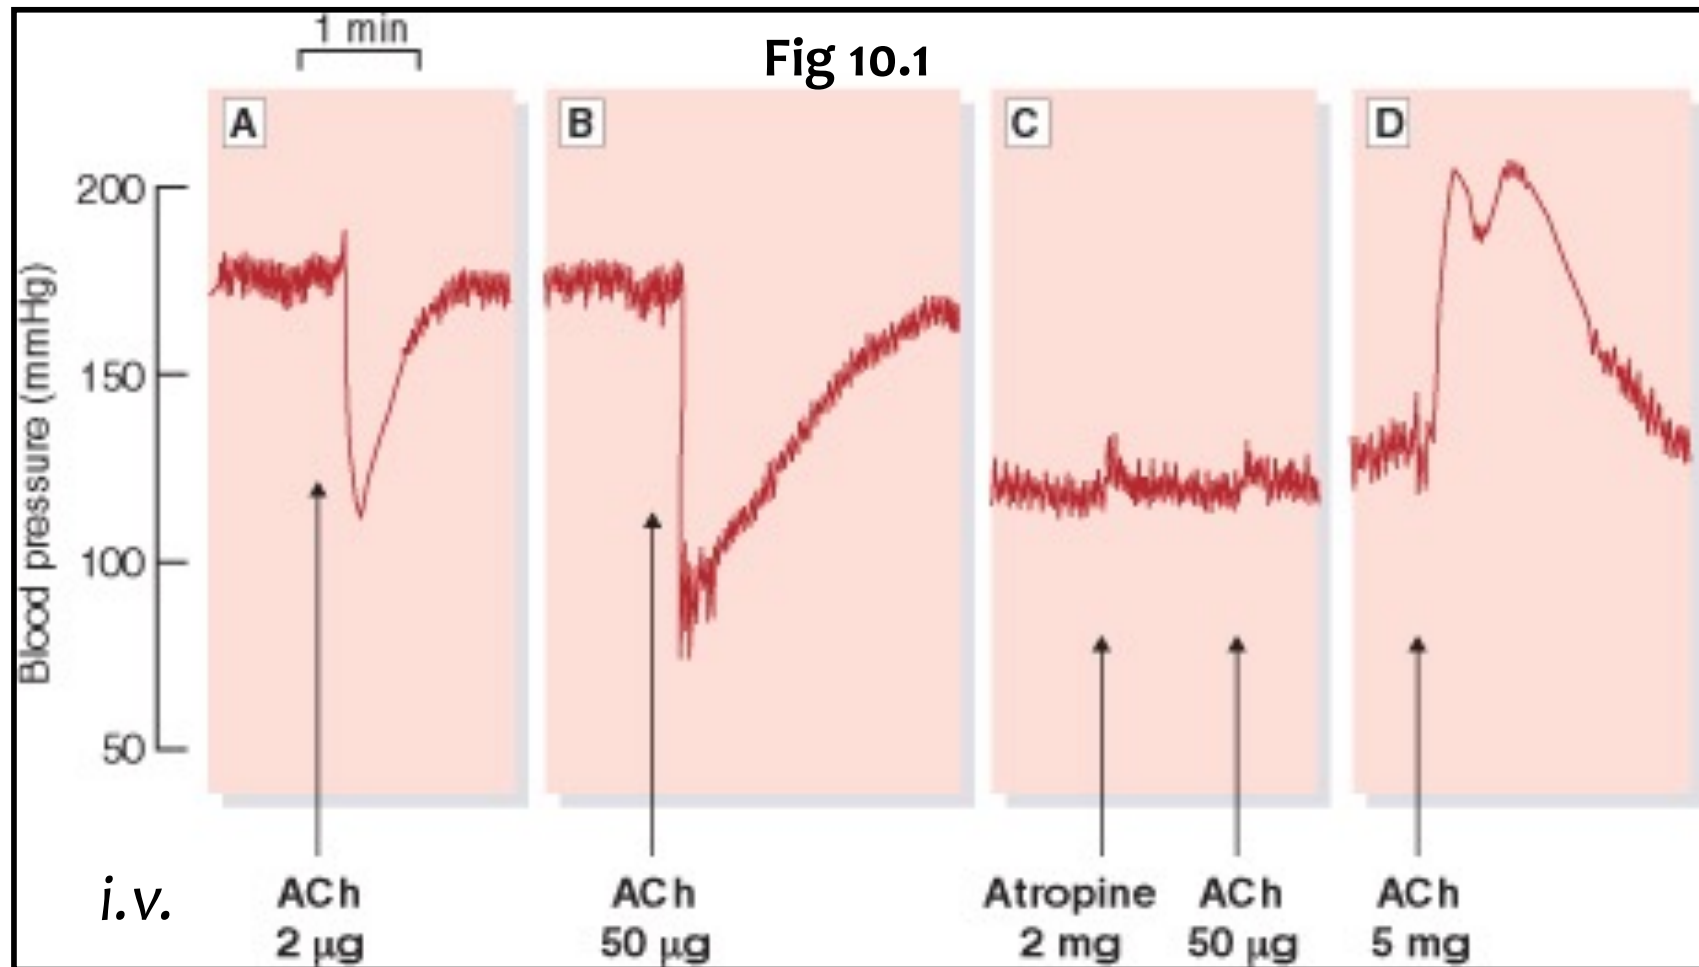 1 min
Fig 10.1
A
B
C
D
200
150
100
50
Blood pressure (mmHg)
i.v.
ACh
2 μg
ACh
50 μg
Atropine
2 mg
ACh
50 μg
ACh
5 mg